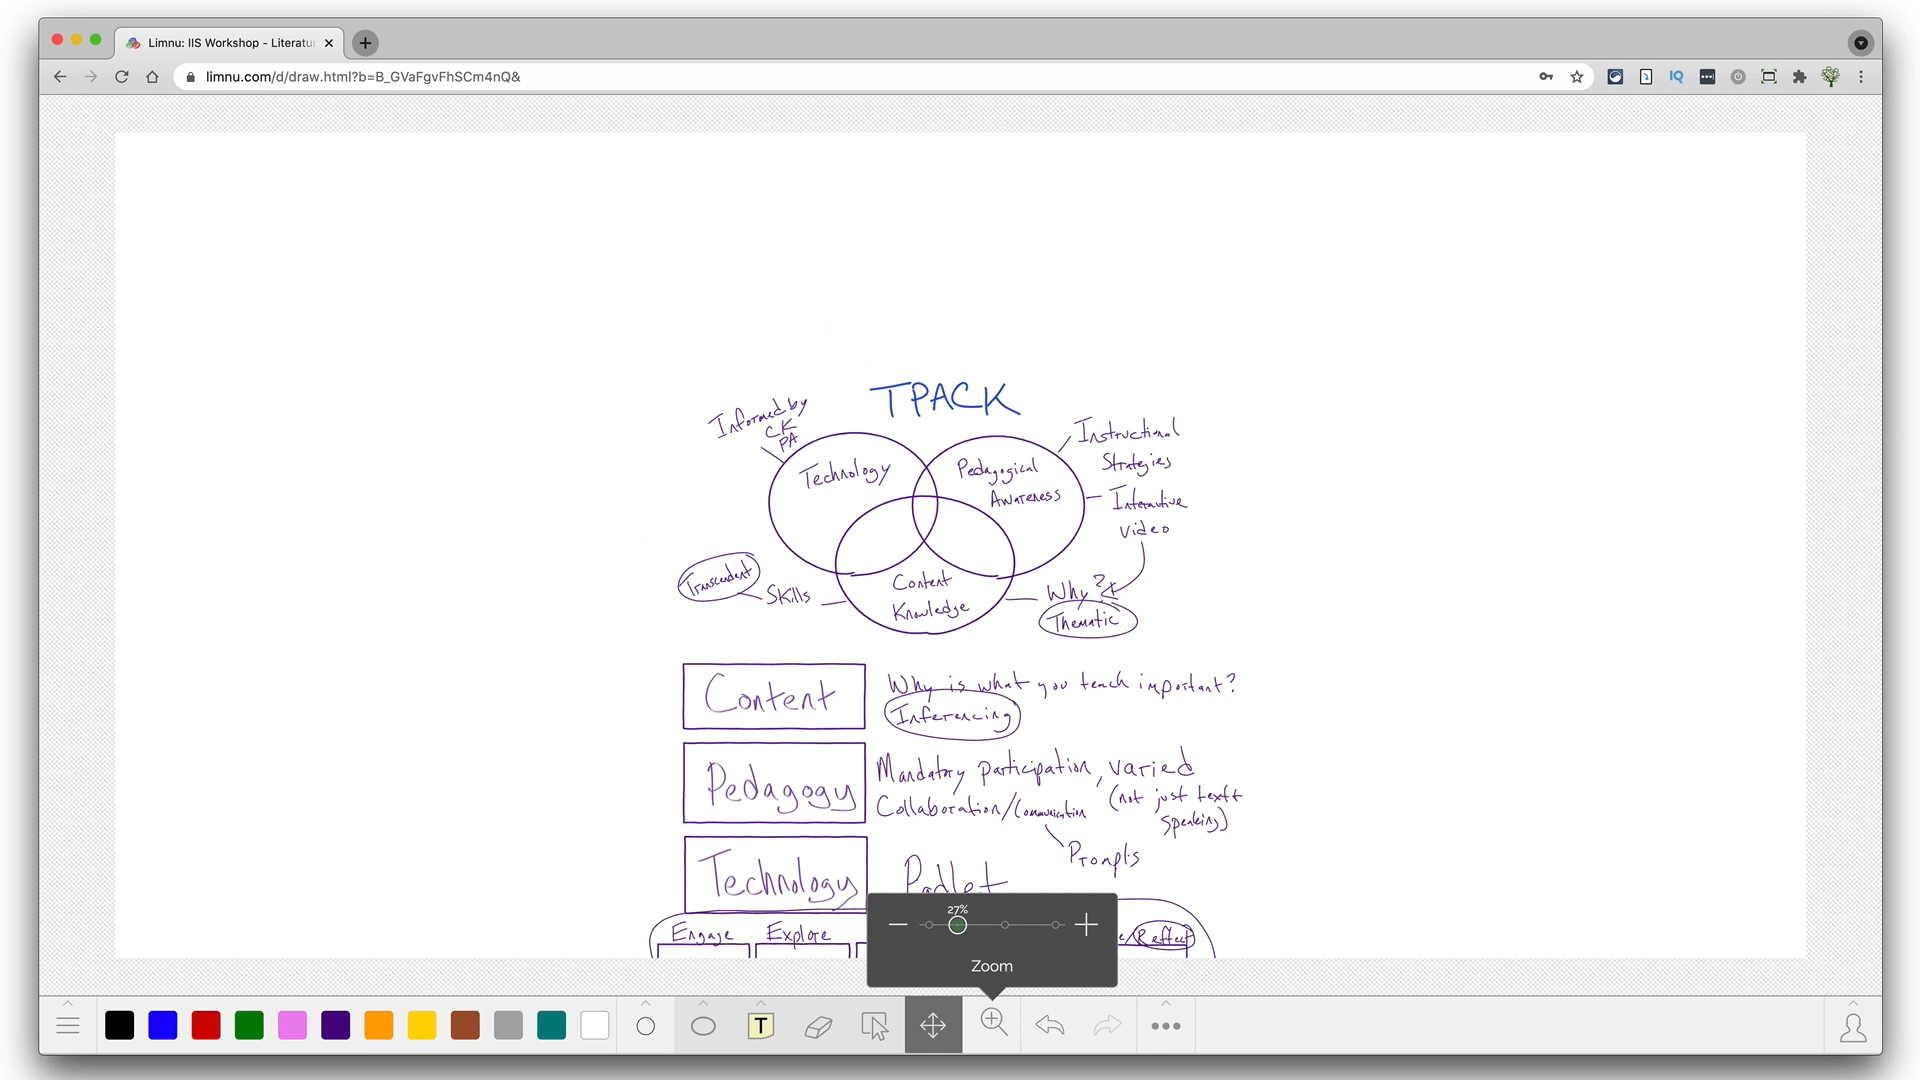 Limnu: IIS Workshop - Literatur
limnu.com/d/draw.html?b=B_GVaFgvFhSCm4nQ&
IQ
TPACK
Informed by
CK
PA
Technology
Pedagogical
Awareness
Instructional
Strategies
Interactive
Video
Transcendent
Skills
Content
Knowledge
Why?
Thematic
Content
Why is what you teach important?
Inferencing
Pedagogy
Mandatory participation, varied
Collaboration/Communication
(not just text +
speaking)
Prompts
Technology
Padlet
Engage
Explore
e/Reflect
27%
Zoom
T